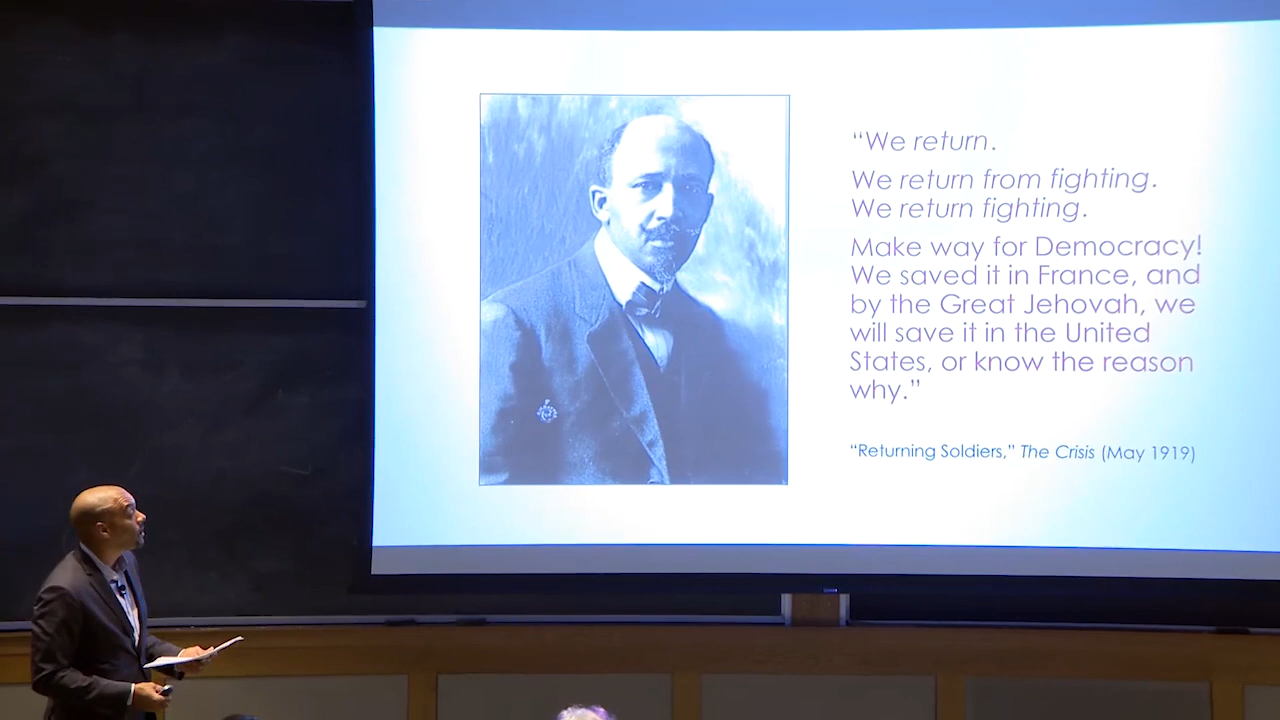 “We return.
We return from fighting.
We return fighting.
Make way for Democracy!
We saved it in France, and
by the Great Jehovah, we
will save it in the United
States, or know the reason
why.”
“Returning Soldiers,” The Crisis (May 1919)